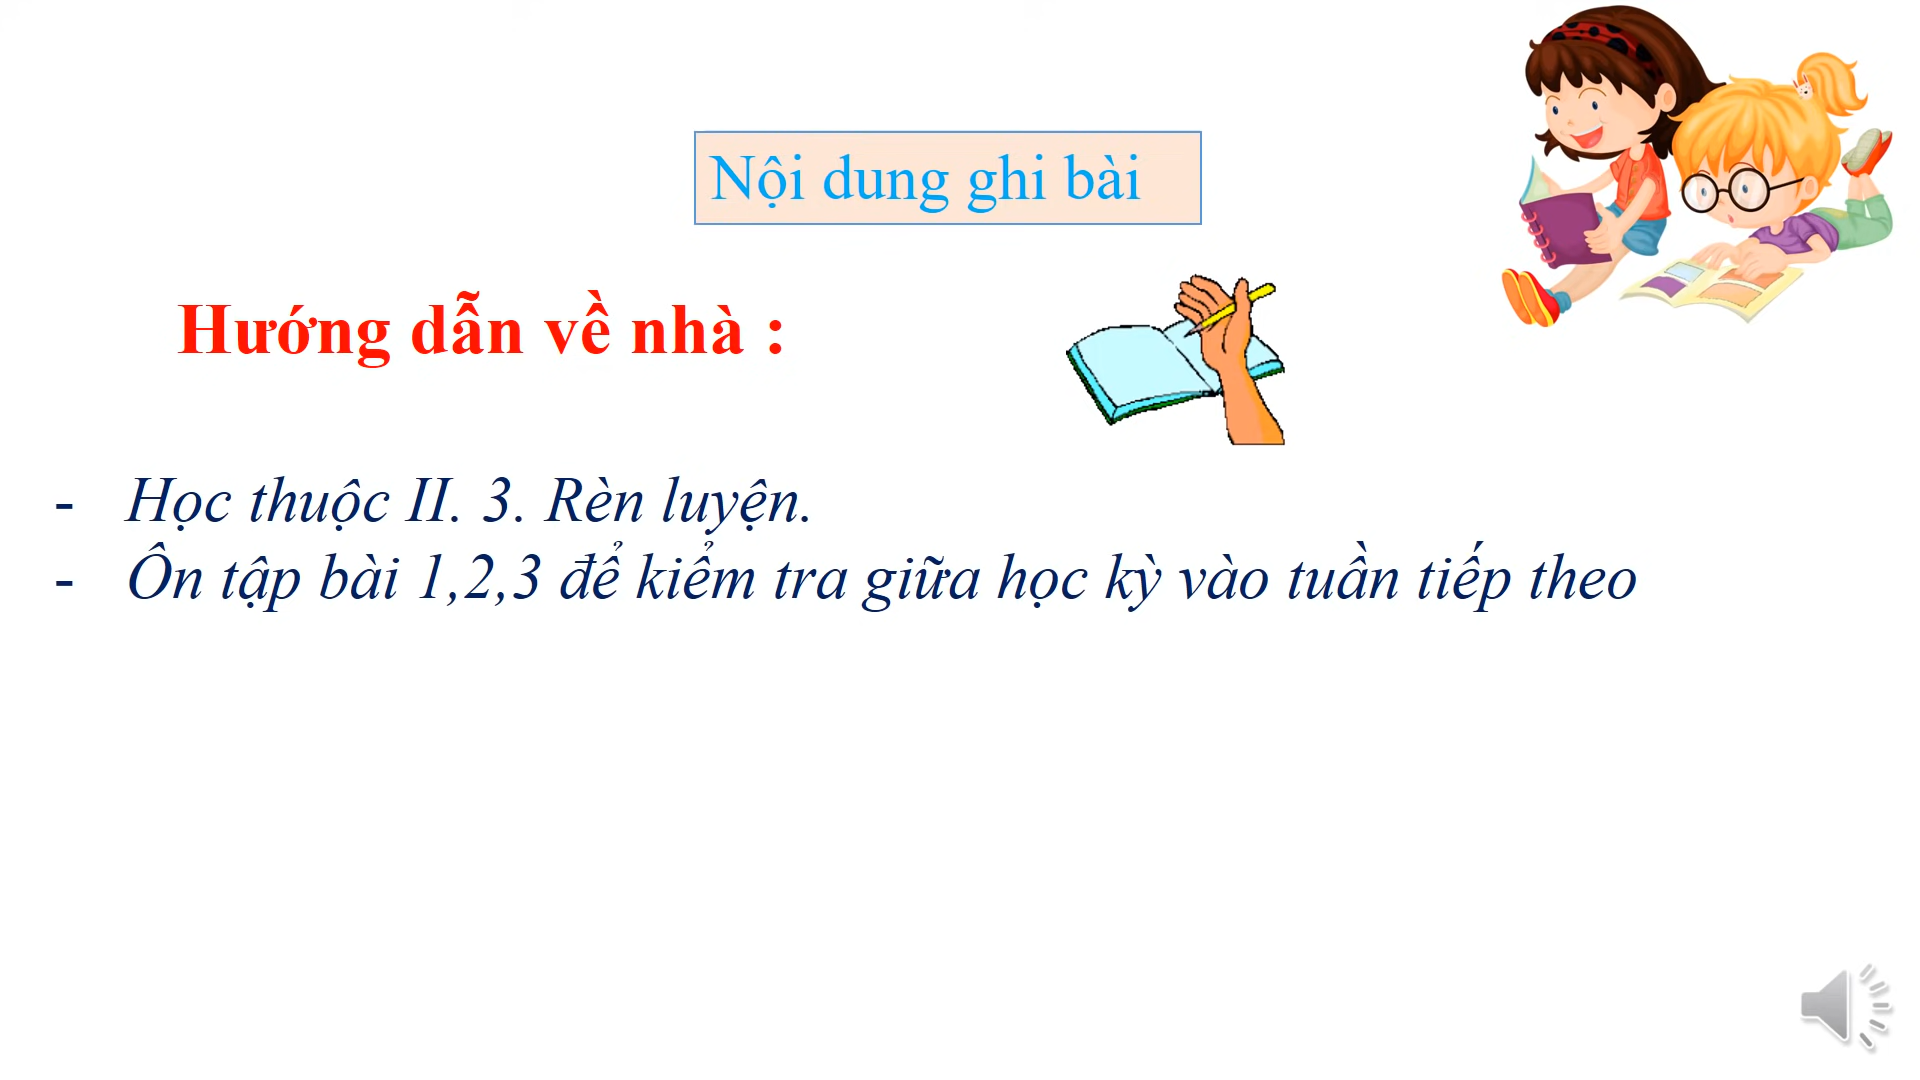 Nội dung ghi bài
Hướng dẫn về nhà :
- Học thuộc II. 3. Rèn luyện.
- Ôn tập bài 1,2,3 để kiểm tra giữa học kỳ vào tuần tiếp theo